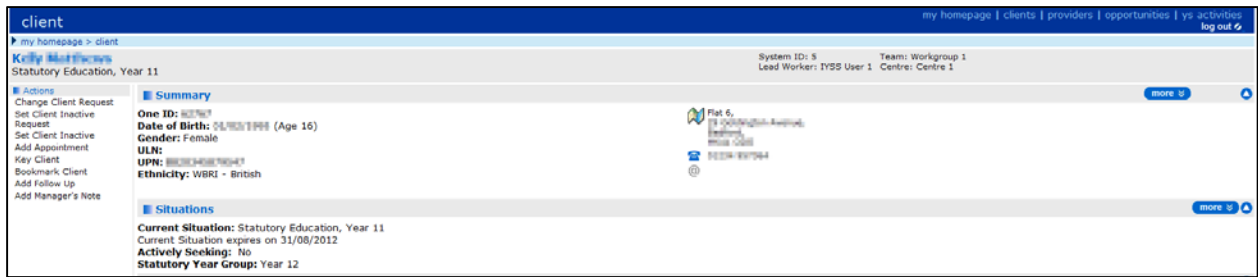 client
my homepage | clients | providers | opportunities | ys activities
log out
my homepage > client
Statutory Education, Year 11
System ID: 5 Team: Workgroup 1
Lead Worker: IYSS User 1 Centre: Centre 1
Actions
Change Client Request
Set Client Inactive
Request
Set Client Inactive
Add Appointment
Key Client
Bookmark Client
Add Follow Up
Add Manager's Note
Summary
more
One ID:
Date of Birth: (Age 16)
Gender: Female
ULN:
UPN:
Ethnicity: WBRI - British
Flat 6,
@
Situations
more
Current Situation: Statutory Education, Year 11
Current Situation expires on 31/08/2012
Actively Seeking: No
Statutory Year Group: Year 12